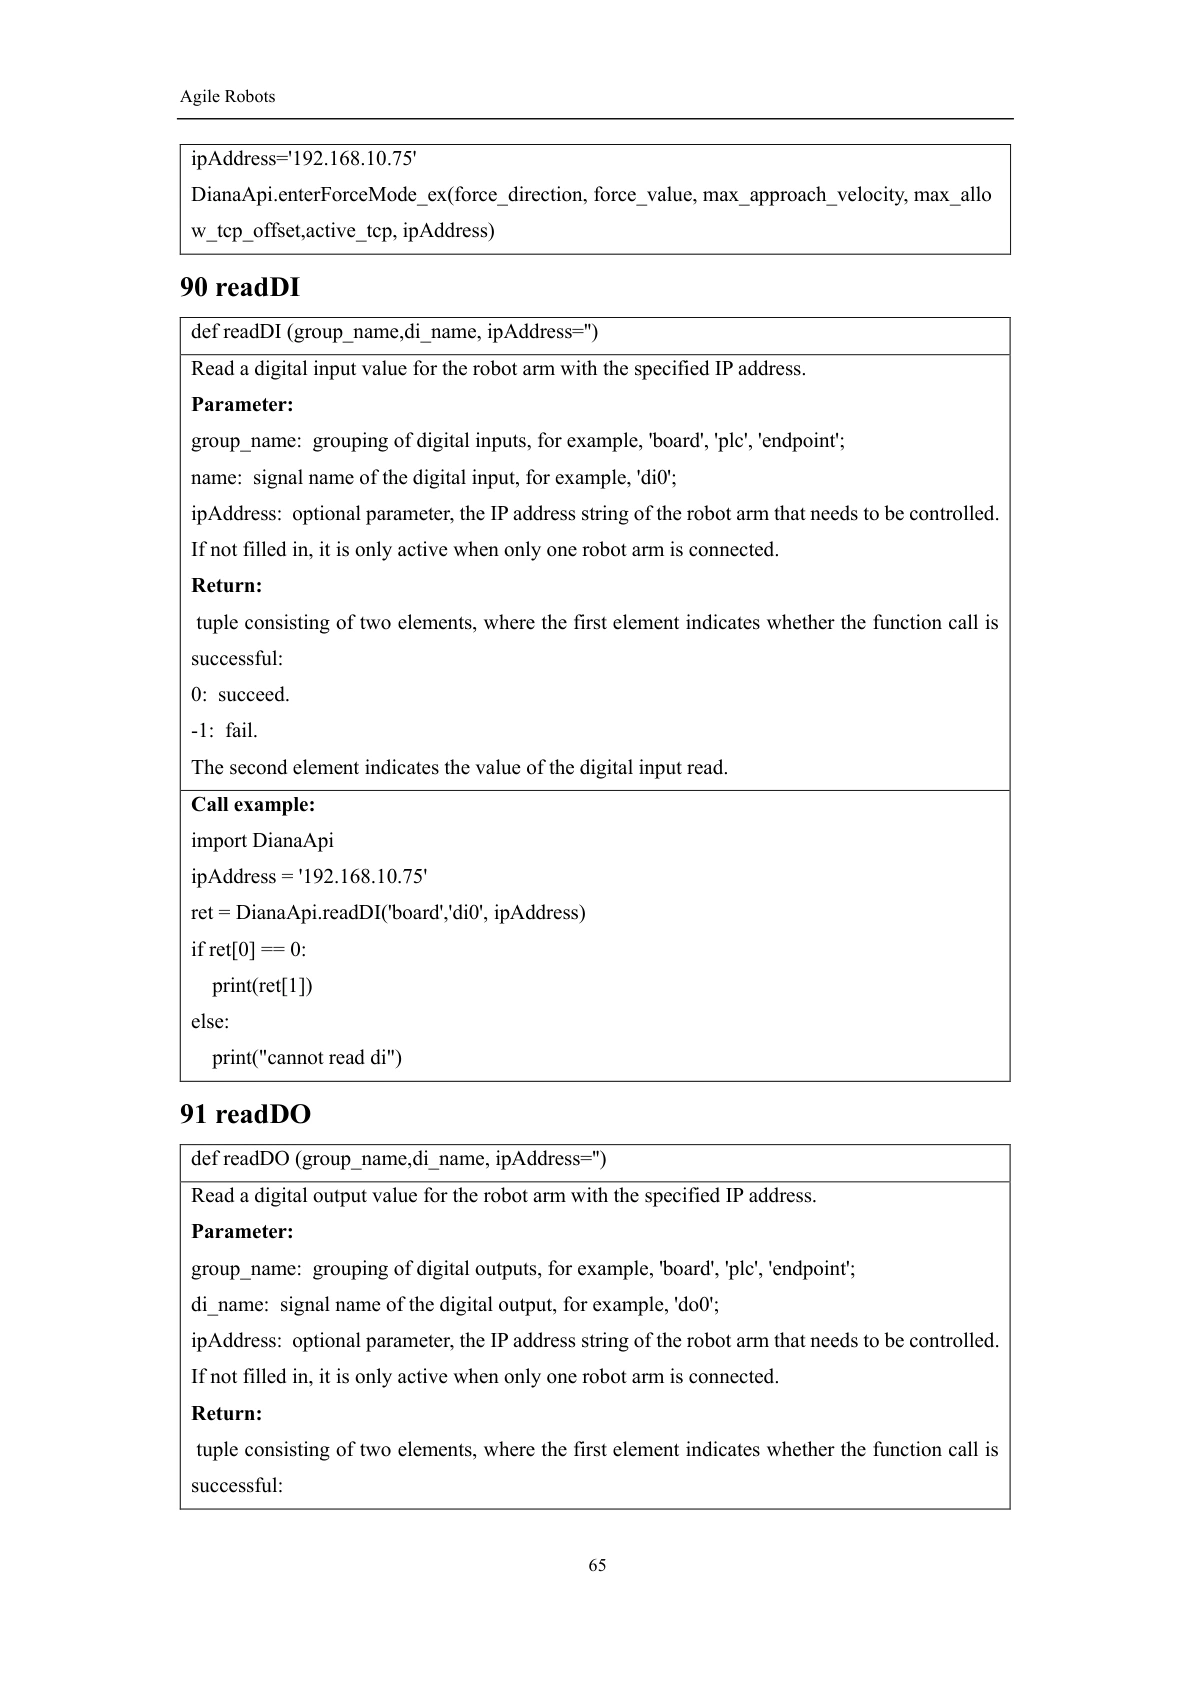 Agile Robots
ipAddress='192.168.10.75'
DianaApi.enterForceMode_ex(force_direction, force_value, max_approach_velocity, max_allo
w_tcp_offset,active_tcp, ipAddress)
90 readDI
def readDI (group_name,di_name, ipAddress='')
Read a digital input value for the robot arm with the specified IP address.
Parameter:
group_name:  grouping of digital inputs, for example, 'board', 'plc', 'endpoint';
name:  signal name of the digital input, for example, 'di0';
ipAddress:  optional parameter, the IP address string of the robot arm that needs to be controlled.
If not filled in, it is only active when only one robot arm is connected.
Return:
tuple consisting of two elements, where the first element indicates whether the function call is
successful:
0:  succeed.
-1:  fail.
The second element indicates the value of the digital input read.
Call example:
import DianaApi
ipAddress = '192.168.10.75'
ret = DianaApi.readDI('board','di0', ipAddress)
if ret[0] == 0:
    print(ret[1])
else:
    print("cannot read di")
91 readDO
def readDO (group_name,di_name, ipAddress='')
Read a digital output value for the robot arm with the specified IP address.
Parameter:
group_name:  grouping of digital outputs, for example, 'board', 'plc', 'endpoint';
di_name:  signal name of the digital output, for example, 'do0';
ipAddress:  optional parameter, the IP address string of the robot arm that needs to be controlled.
If not filled in, it is only active when only one robot arm is connected.
Return:
tuple consisting of two elements, where the first element indicates whether the function call is
successful:
65